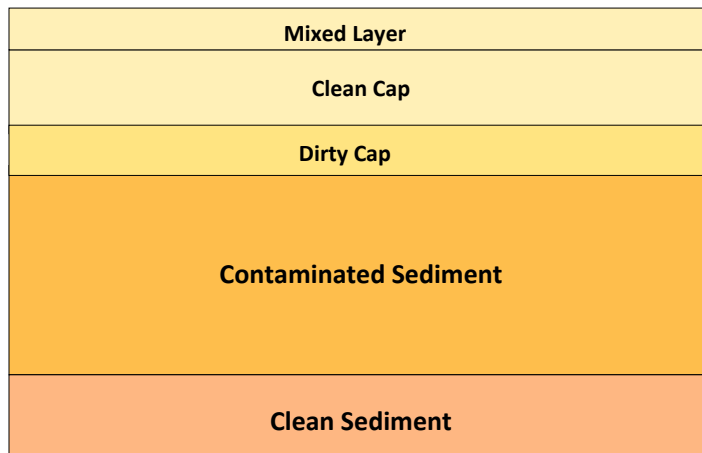 Mixed Layer
Clean Cap
Dirty Cap
Contaminated Sediment
Clean Sediment